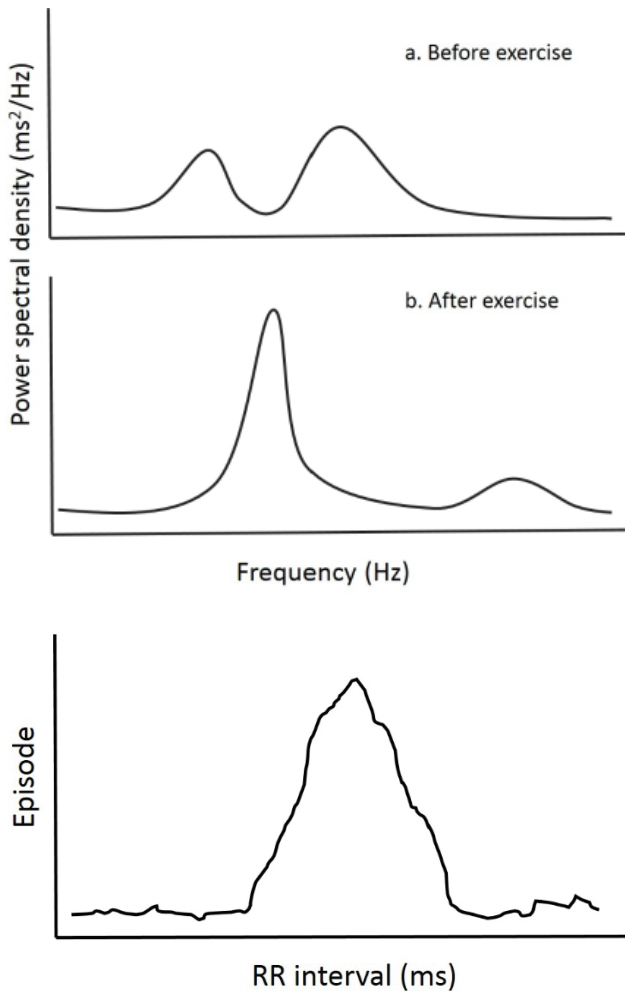 a. Before exercise
Power spectral density (ms²/Hz)
b. After exercise
Frequency (Hz)
Episode
RR interval (ms)